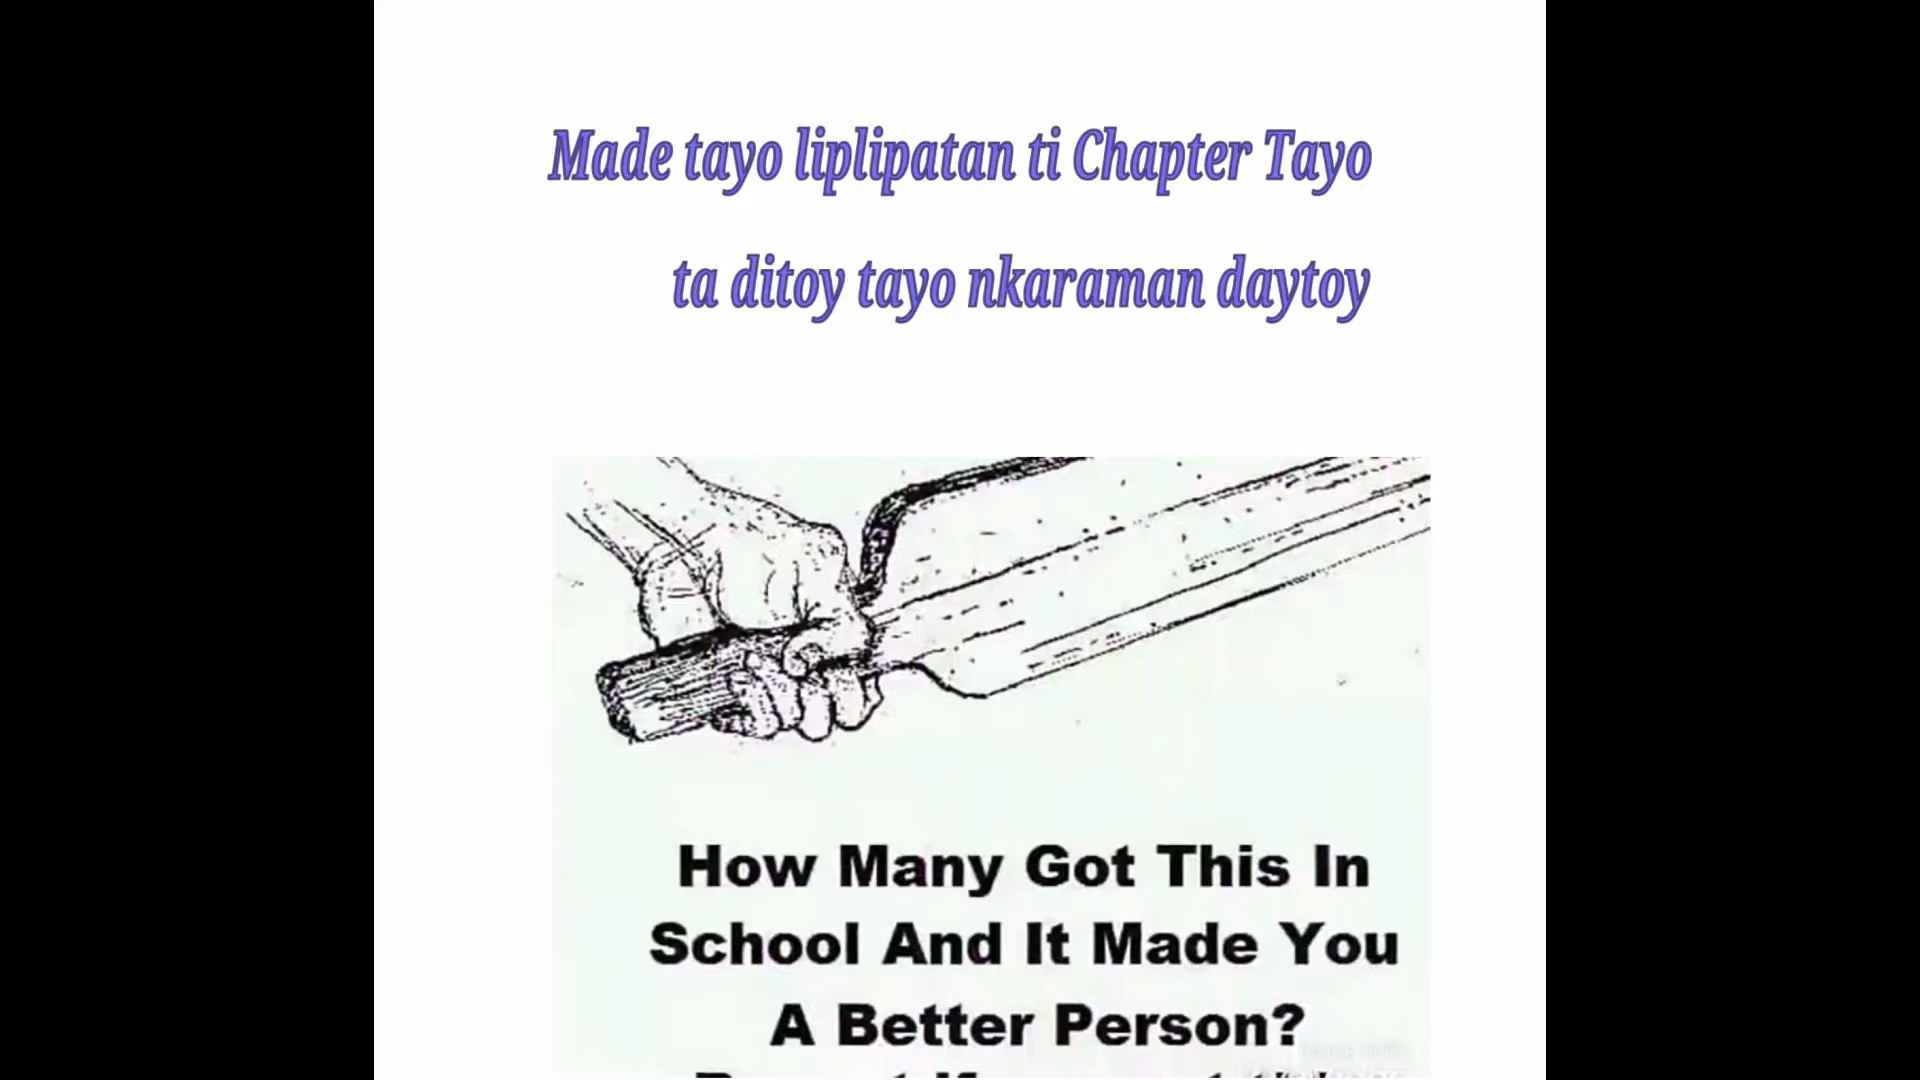 Made tayo liplipatan ti Chapter Tayo
ta ditoy tayo nkaraman daytoy
How Many Got This In
School And It Made You
A Better Person?